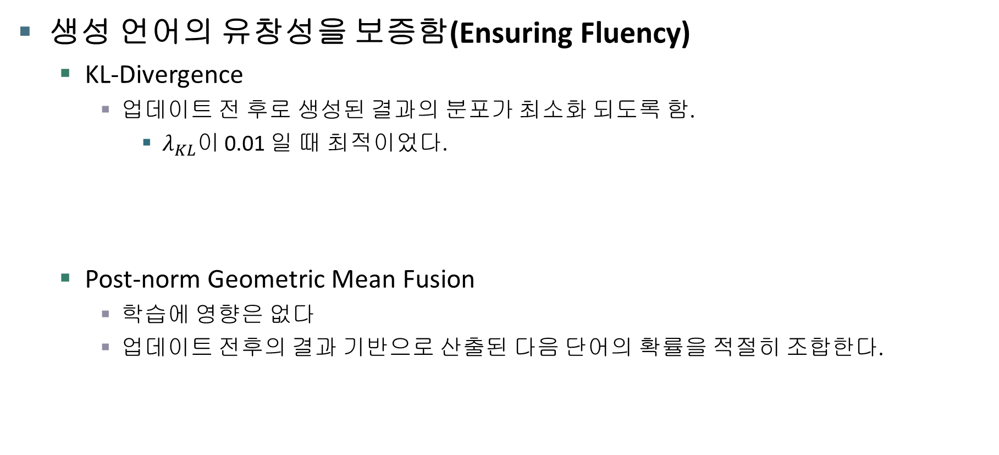 생성 언어의 유창성을 보증함(Ensuring Fluency)
KL-Divergence
업데이트 전 후로 생성된 결과의 분포가 최소화 되도록 함.
λ_KL이 0.01 일 때 최적이었다.
Post-norm Geometric Mean Fusion
학습에 영향은 없다
업데이트 전후의 결과 기반으로 산출된 다음 단어의 확률을 적절히 조합한다.